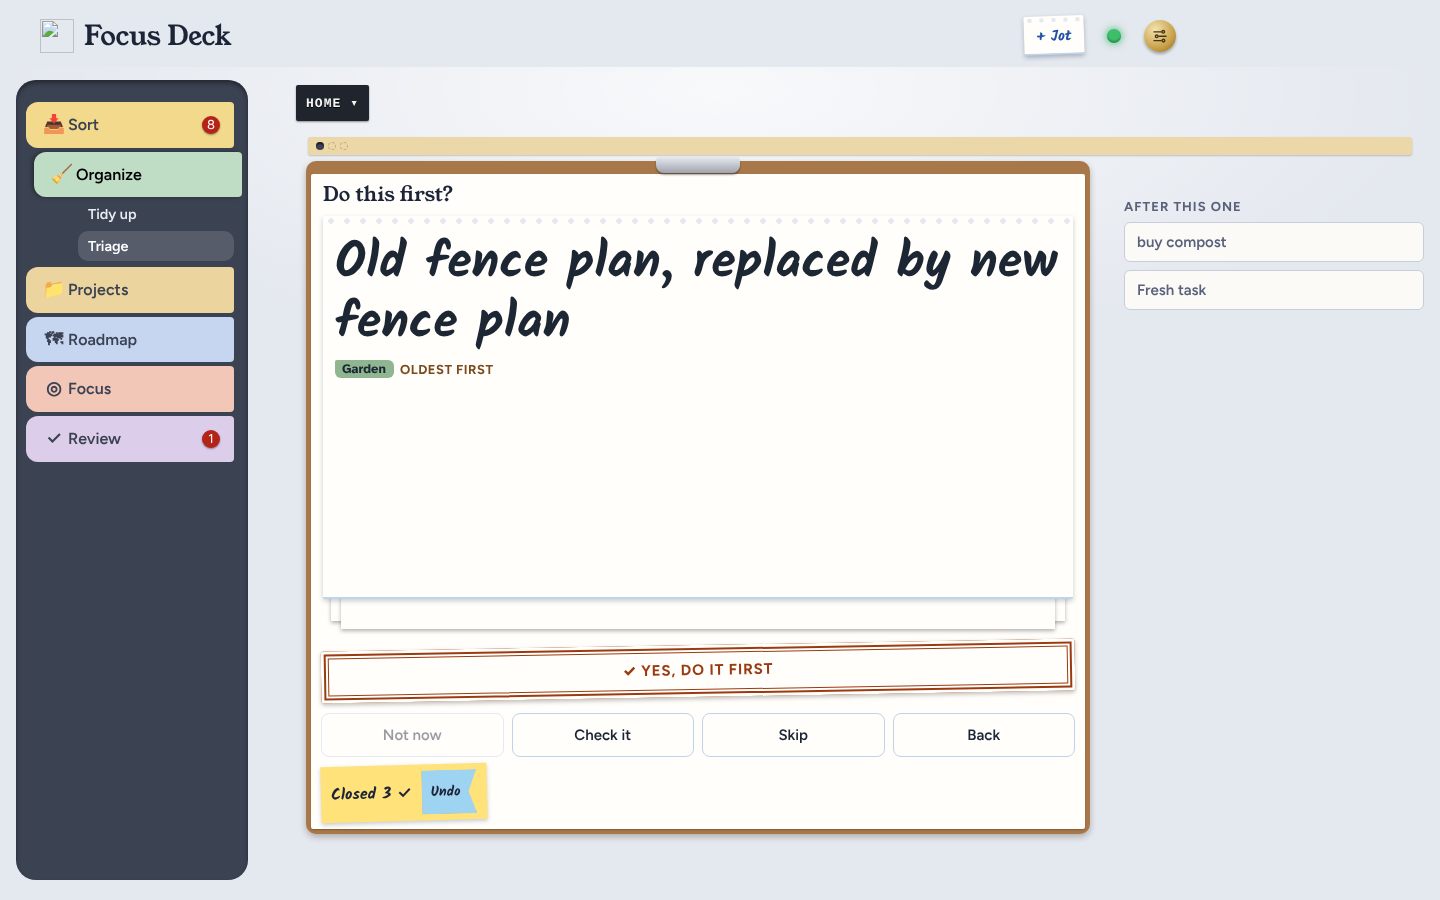 Focus Deck
+ Jot
HOME ▾
Sort 8
Organize
Tidy up
Triage
Projects
Roadmap
Focus
Review 1
Do this first?
Old fence plan, replaced by new
fence plan
Garden OLDEST FIRST
✓ YES, DO IT FIRST
Not now
Check it
Skip
Back
Closed 3 ✓ Undo
AFTER THIS ONE
buy compost
Fresh task